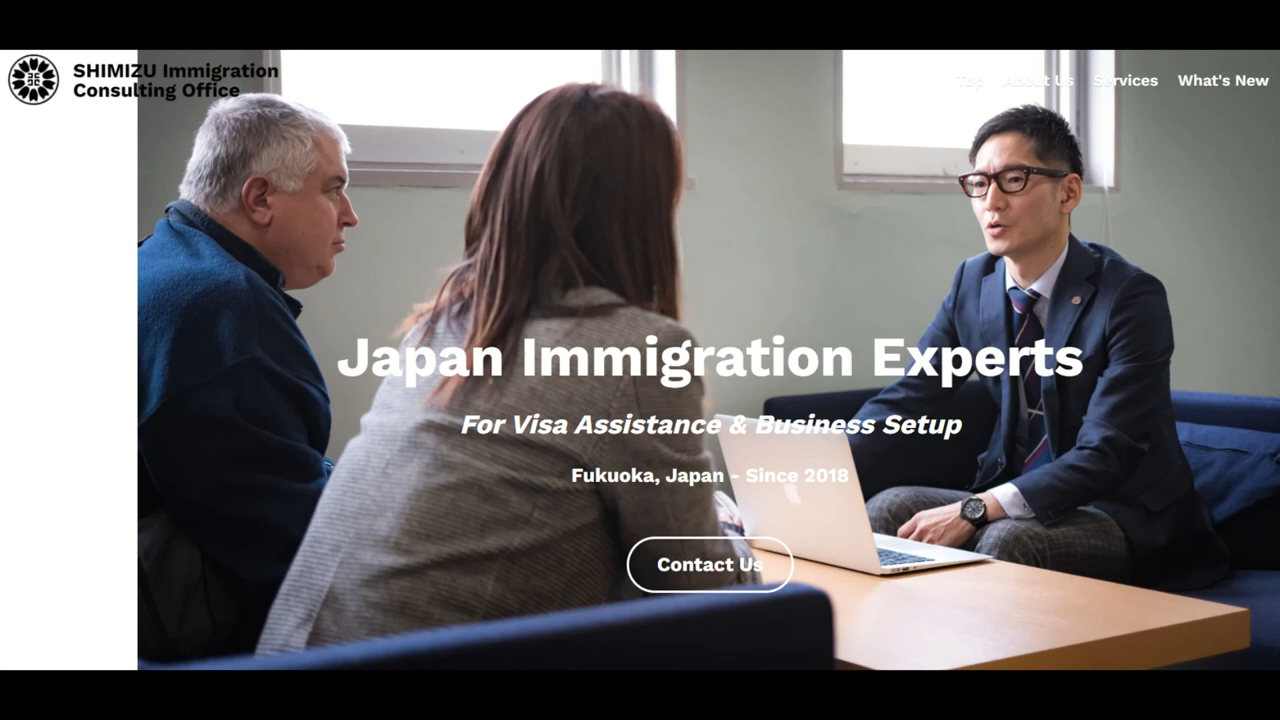 SHIMIZU Immigration
Consulting Office
Top About Us Services What's New
Japan Immigration Experts
For Visa Assistance & Business Setup
Fukuoka, Japan - Since 2018
Contact Us